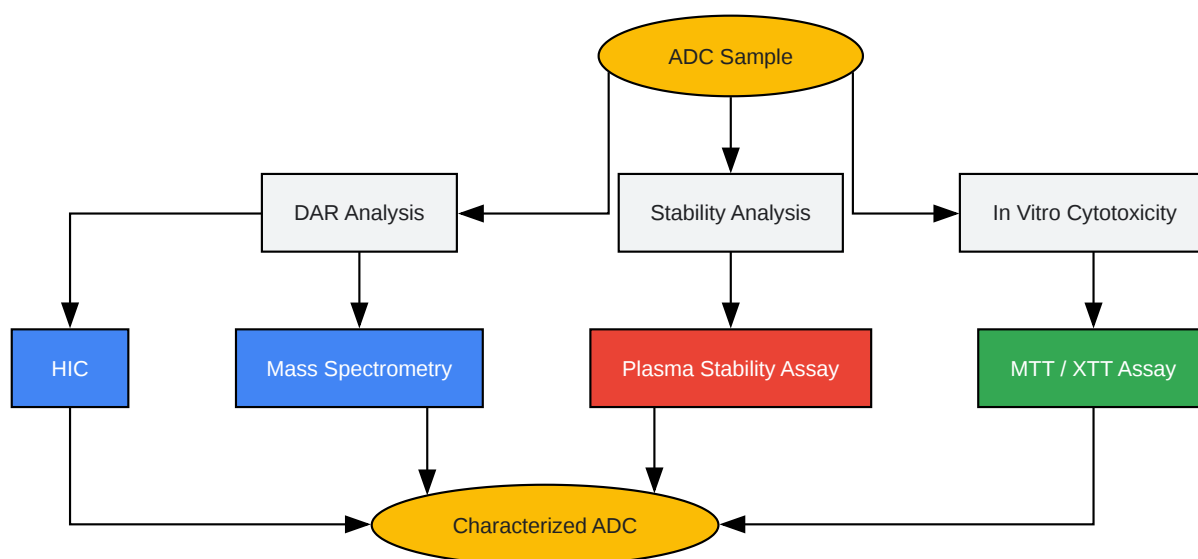 ADC Sample
DAR Analysis
Stability Analysis
In Vitro Cytotoxicity
HIC
Mass Spectrometry
Plasma Stability Assay
MTT / XTT Assay
Characterized ADC